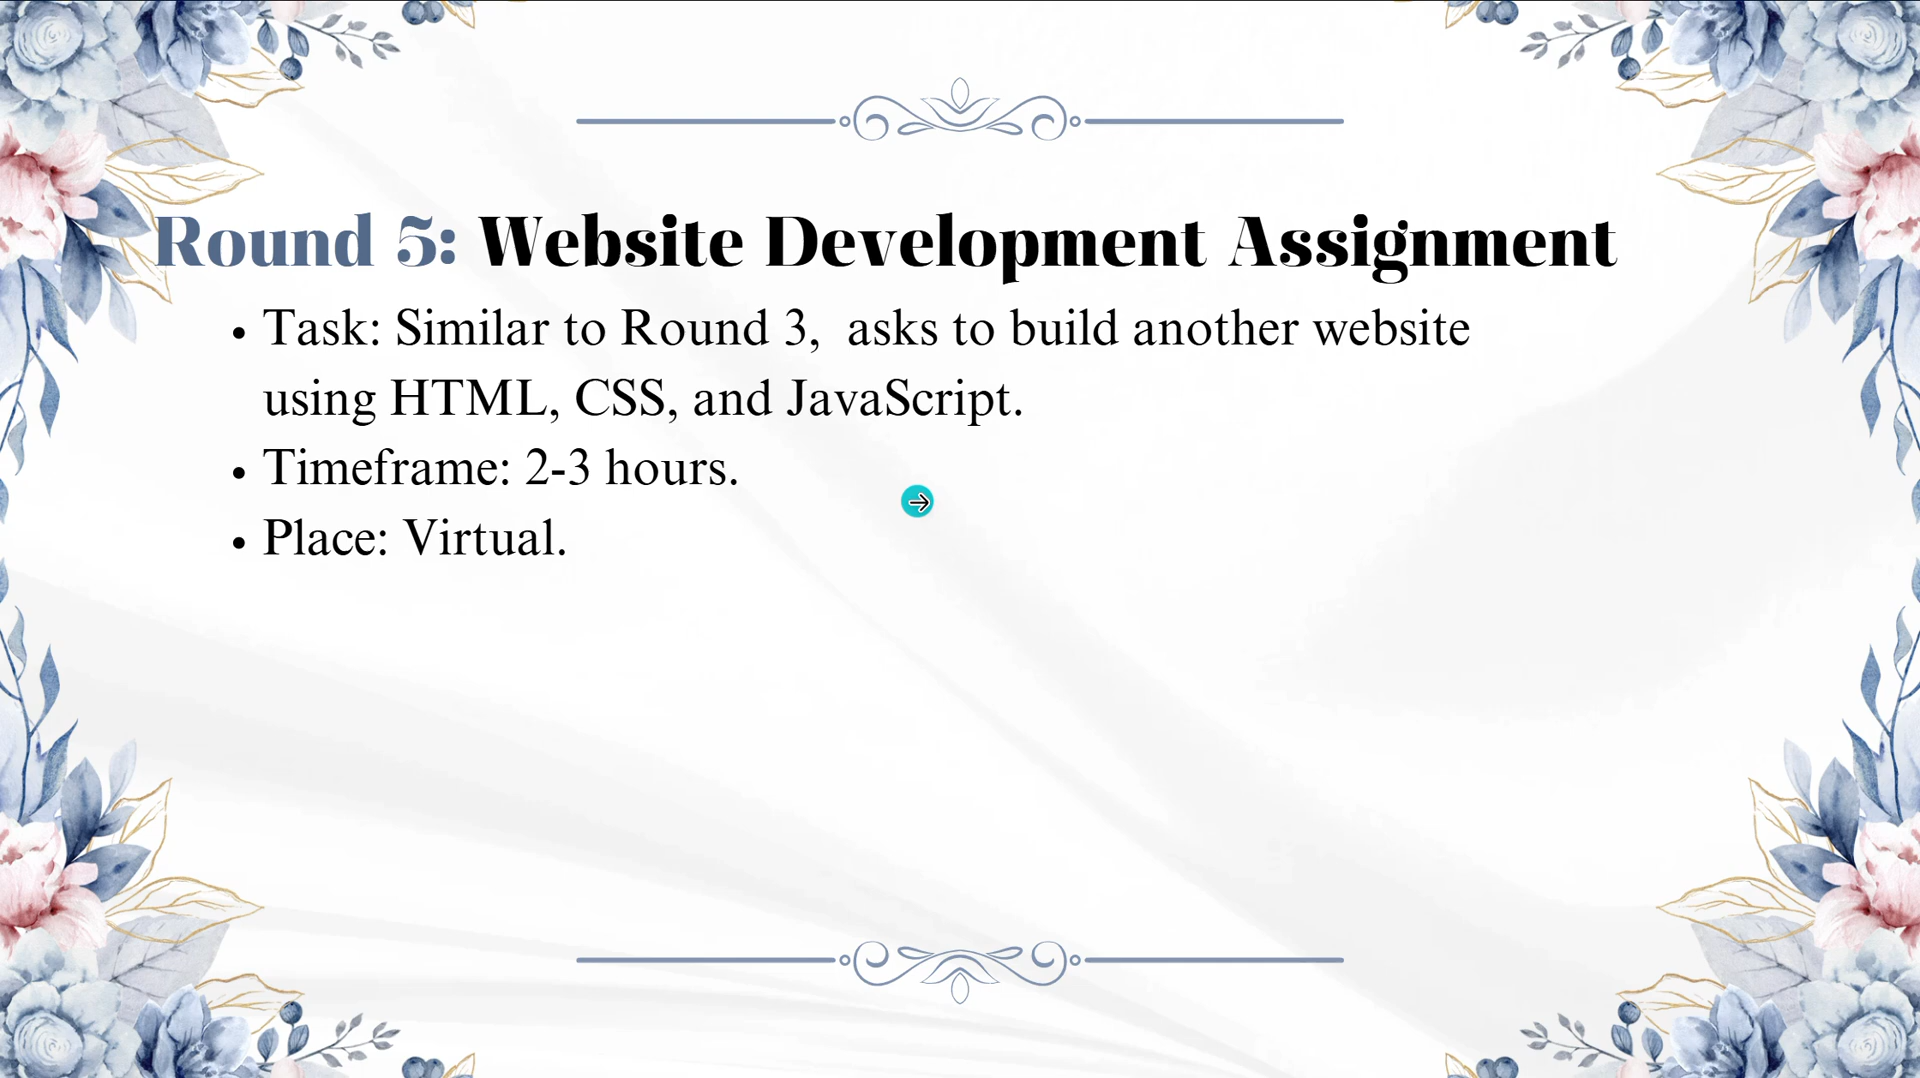 Round 5: Website Development Assignment
• Task: Similar to Round 3,  asks to build another website
using HTML, CSS, and JavaScript.
• Timeframe: 2-3 hours.
• Place: Virtual.